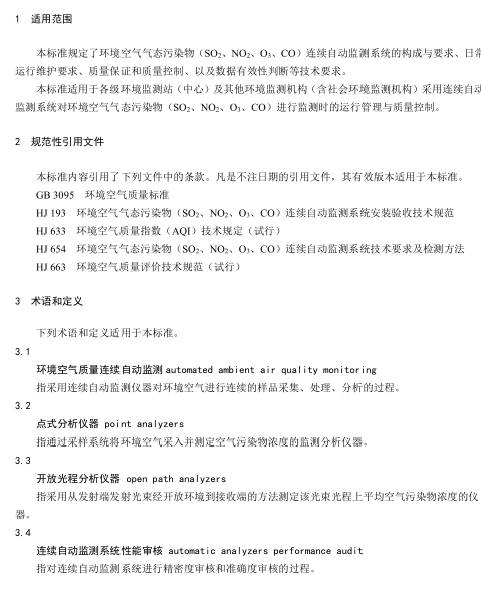 1 适用范围
本标准规定了环境空气气态污染物（SO₂、NO₂、O₃、CO）连续自动监测系统的构成与要求、日常
运行维护要求、质量保证和质量控制、以及数据有效性判断等技术要求。
本标准适用于各级环境监测站（中心）及其他环境监测机构（含社会环境监测机构）采用连续自动
监测系统对环境空气气态污染物（SO₂、NO₂、O₃、CO）进行监测时的运行管理与质量控制。
2 规范性引用文件
本标准内容引用了下列文件中的条款。凡是不注日期的引用文件，其有效版本适用于本标准。
GB 3095 环境空气质量标准
HJ 193 环境空气气态污染物（SO₂、NO₂、O₃、CO）连续自动监测系统安装验收技术规范
HJ 633 环境空气质量指数（AQI）技术规定（试行）
HJ 654 环境空气气态污染物（SO₂、NO₂、O₃、CO）连续自动监测系统技术要求及检测方法
HJ 663 环境空气质量评价技术规范（试行）
3 术语和定义
下列术语和定义适用于本标准。
3.1
环境空气质量连续自动监测 automated ambient air quality monitoring
指采用连续自动监测仪器对环境空气进行连续的样品采集、处理、分析的过程。
3.2
点式分析仪器 point analyzers
指通过采样系统将环境空气采入并测定空气污染物浓度的监测分析仪器。
3.3
开放光程分析仪器 open path analyzers
指采用从发射端发射光束经开放环境到接收端的方法测定该光束光程上平均空气污染物浓度的仪
器。
3.4
连续自动监测系统性能审核 automatic analyzers performance audit
指对连续自动监测系统进行精密度审核和准确度审核的过程。